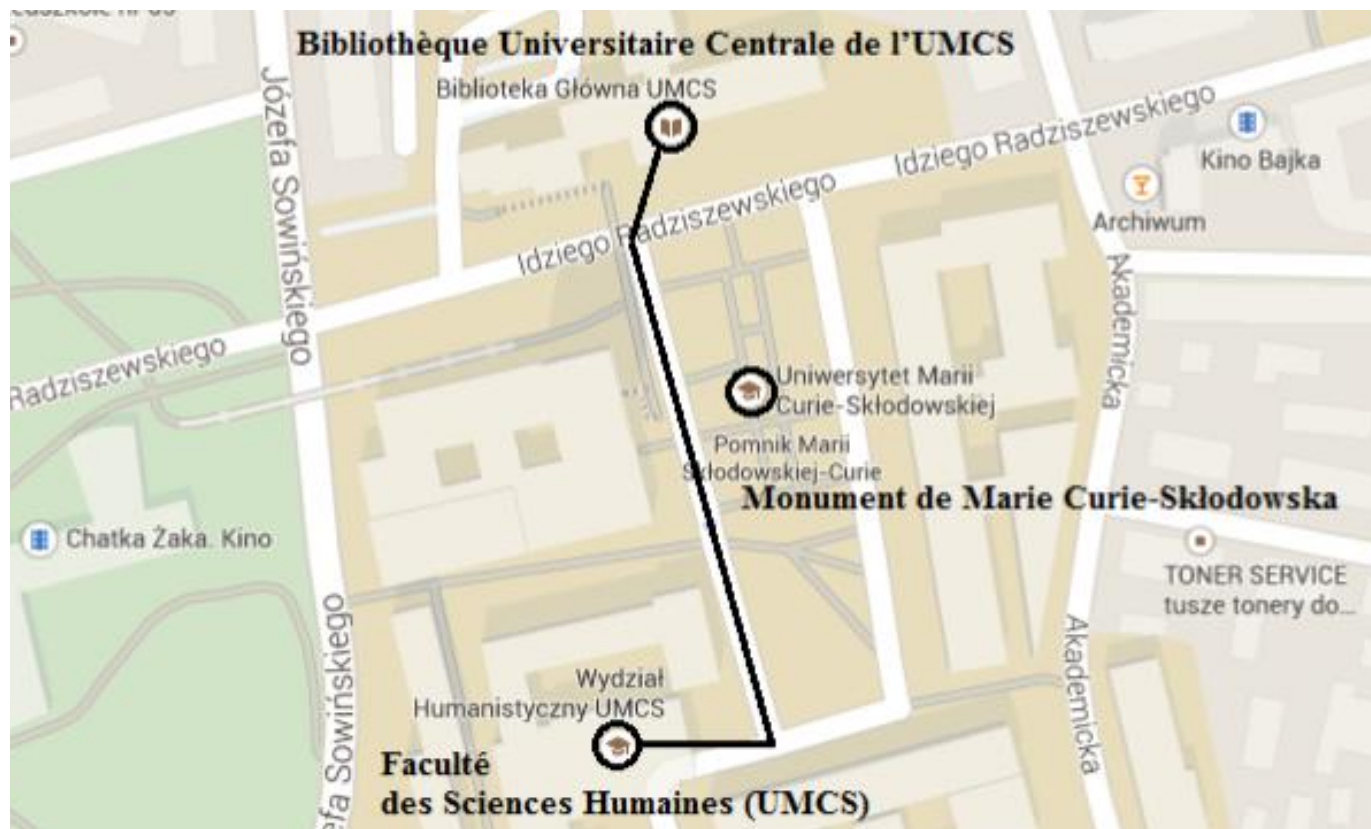 Bibliothèque Universitaire Centrale de l'UMCS
Biblioteka Główna UMCS
Józefa Sowińskiego
Idziego Radziszewskiego
Idziego Radziszewskiego
Kino Bajka
Archiwum
Radziszewskiego
Akademicka
Uniwersytet Marii
Curie-Skłodowskiej
Pomnik Marii
Skłodowskiej-Curie
Monument de Marie Curie-Skłodowska
Chatka Żaka. Kino
TONER SERVICE
tusze tonery do...
Akademicka
Wydział
Humanistyczny UMCS
efa Sowińskiego
Faculté
des Sciences Humaines (UMCS)